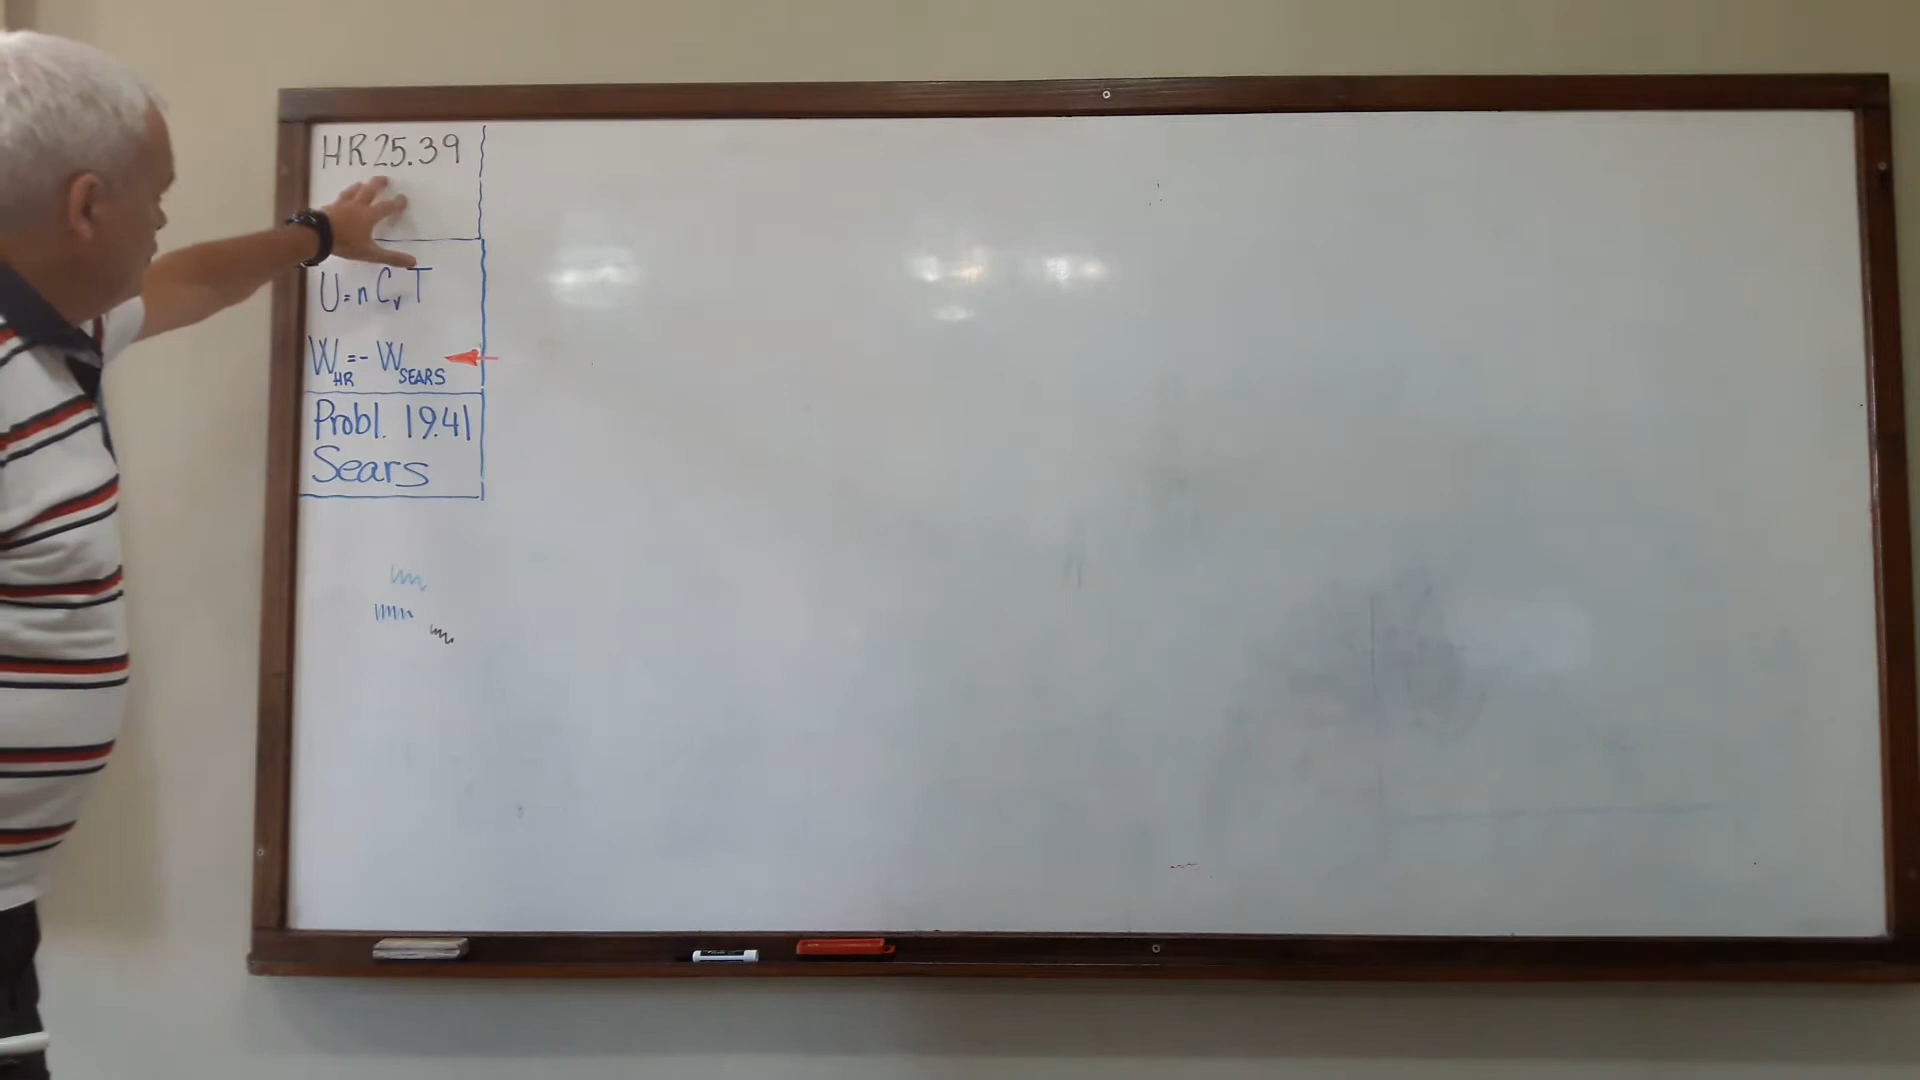 HR 25.39
U = n Cv T
W HR = - W SEARS
Probl. 19.41
Sears